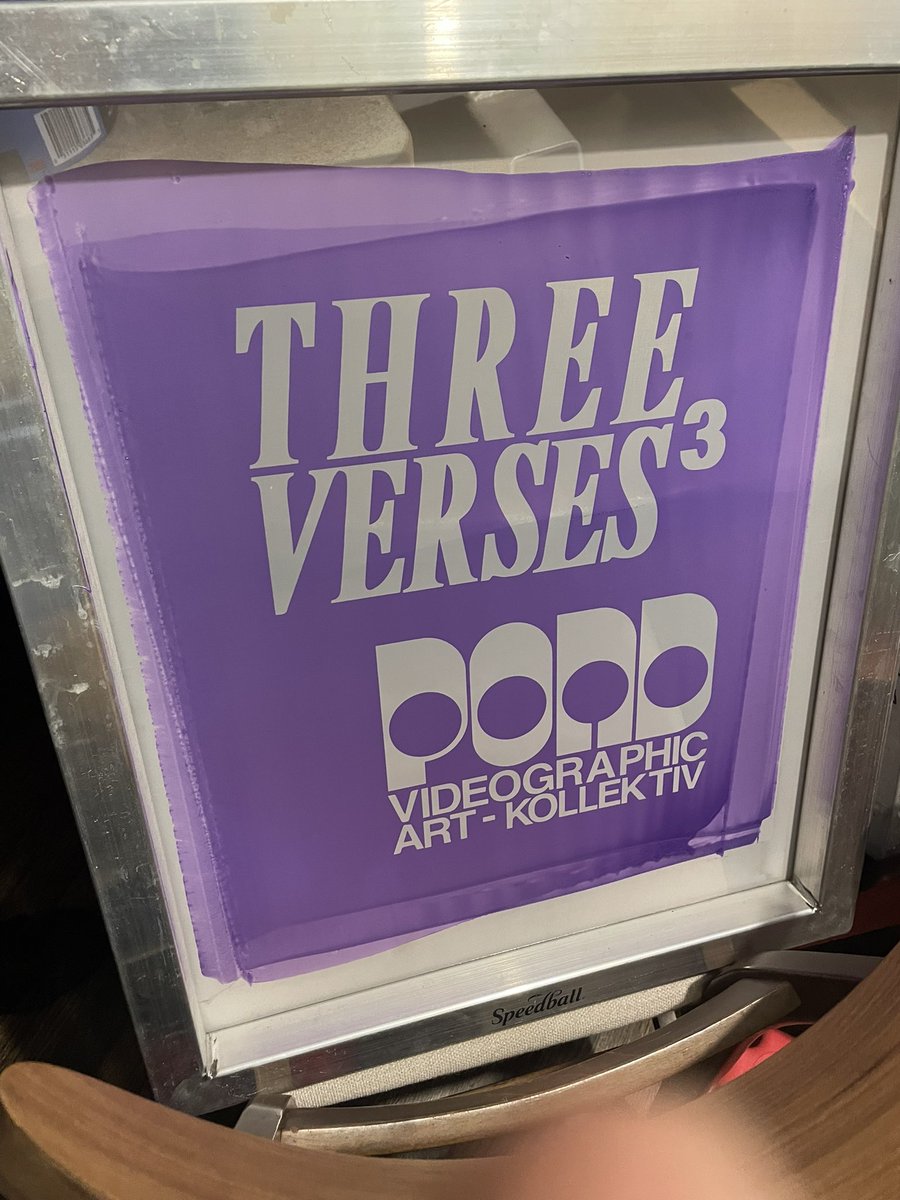 THREE
VERSES³
POND
VIDEOGRAPHIC
ART-KOLLEKTIV
Speedball